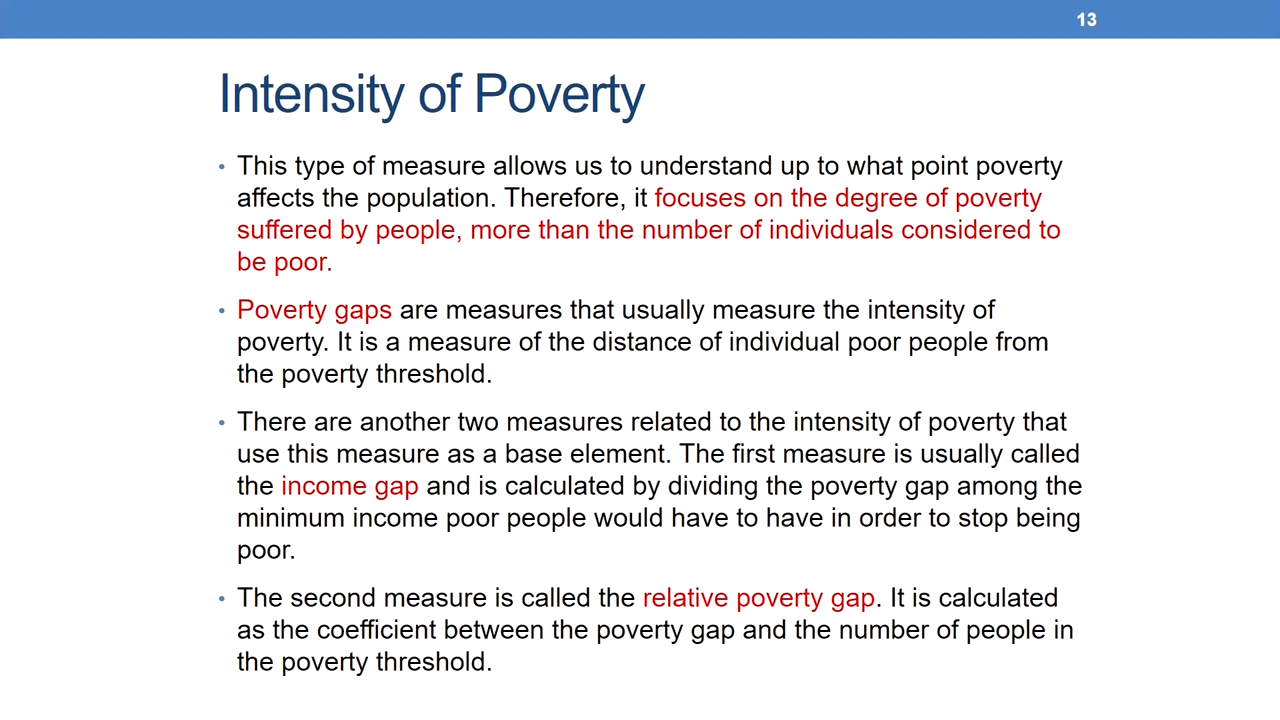 13
Intensity of Poverty
• This type of measure allows us to understand up to what point poverty
affects the population. Therefore, it focuses on the degree of poverty
suffered by people, more than the number of individuals considered to
be poor.
• Poverty gaps are measures that usually measure the intensity of
poverty. It is a measure of the distance of individual poor people from
the poverty threshold.
• There are another two measures related to the intensity of poverty that
use this measure as a base element. The first measure is usually called
the income gap and is calculated by dividing the poverty gap among the
minimum income poor people would have to have in order to stop being
poor.
• The second measure is called the relative poverty gap. It is calculated
as the coefficient between the poverty gap and the number of people in
the poverty threshold.